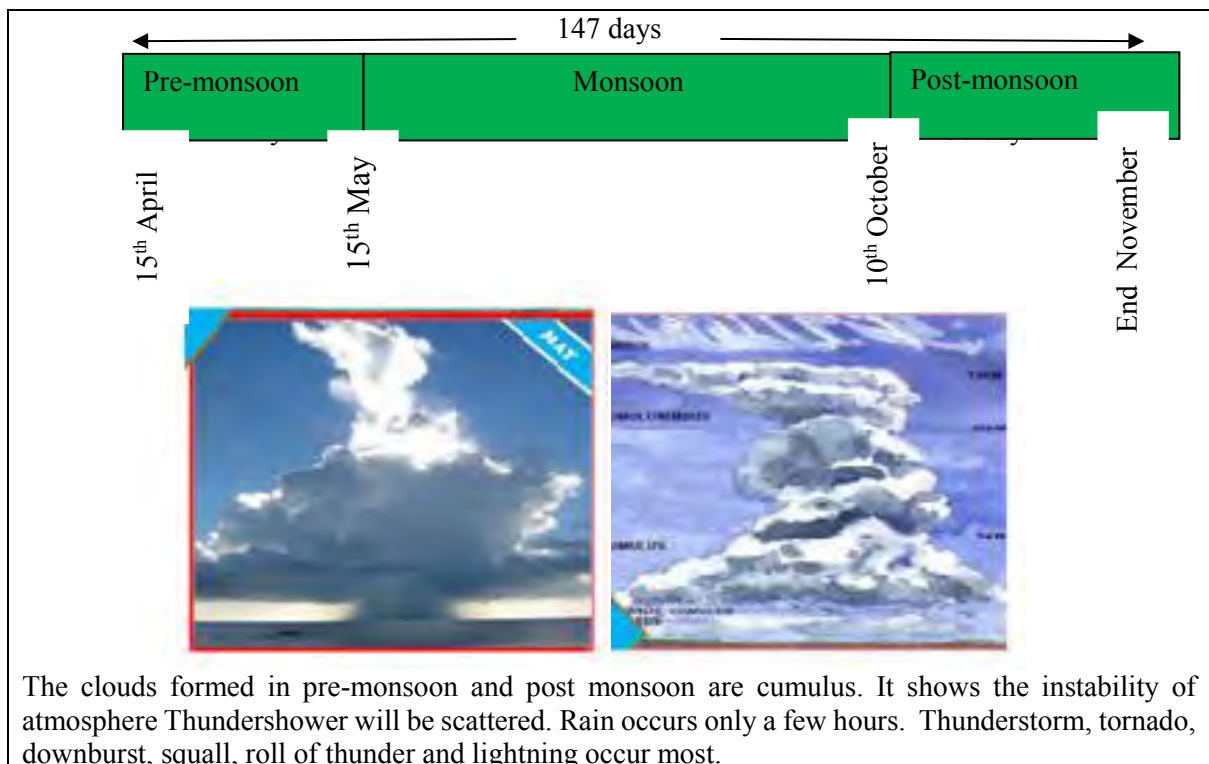 147 days
Pre-monsoon
Monsoon
Post-monsoon
15th April
15th May
10th October
End November
MAY
The clouds formed in pre-monsoon and post monsoon are cumulus. It shows the instability of
atmosphere Thundershower will be scattered. Rain occurs only a few hours. Thunderstorm, tornado,
downburst, squall, roll of thunder and lightning occur most.